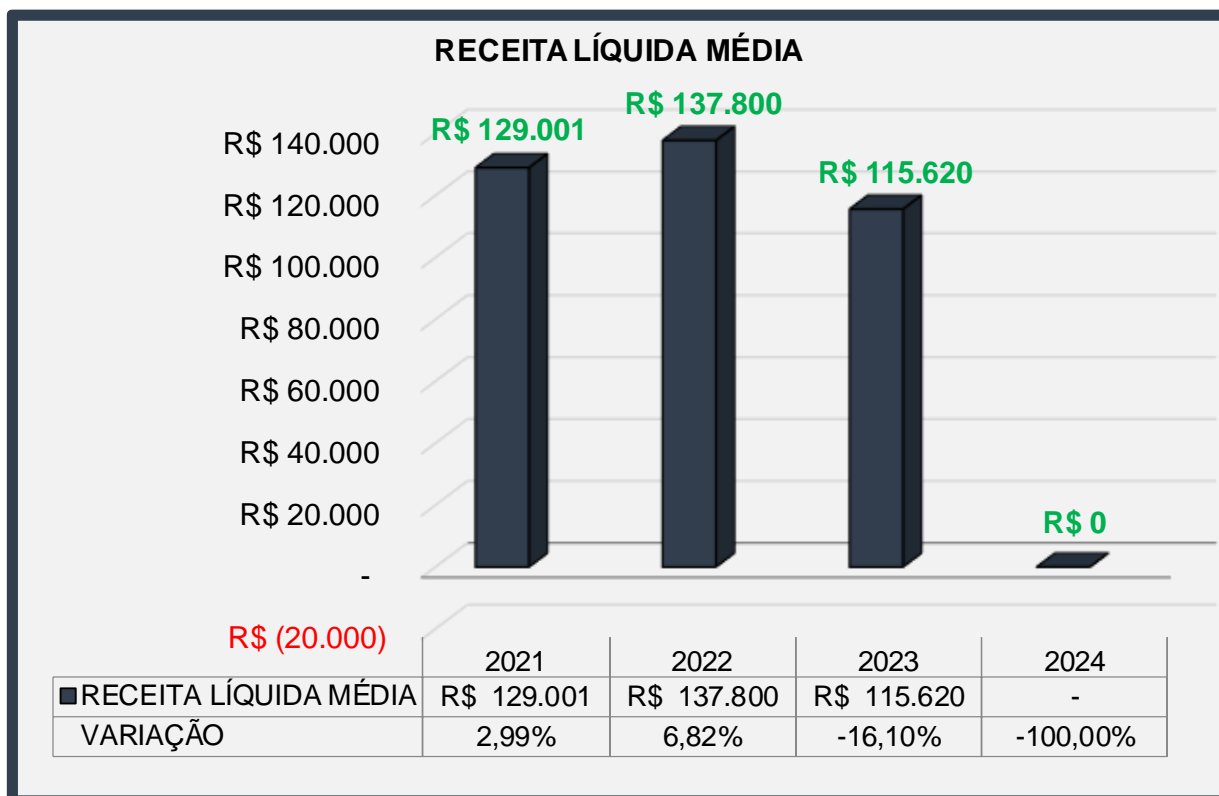 RECEITA LÍQUIDA MÉDIA
R$ 137.800
R$ 129.001
R$ 115.620
R$ 0
R$ 140.000
R$ 120.000
R$ 100.000
R$ 80.000
R$ 60.000
R$ 40.000
R$ 20.000
-
R$ (20.000)
2021 2022 2023 2024
RECEITA LÍQUIDA MÉDIA R$ 129.001 R$ 137.800 R$ 115.620 -
VARIAÇÃO 2,99% 6,82% -16,10% -100,00%